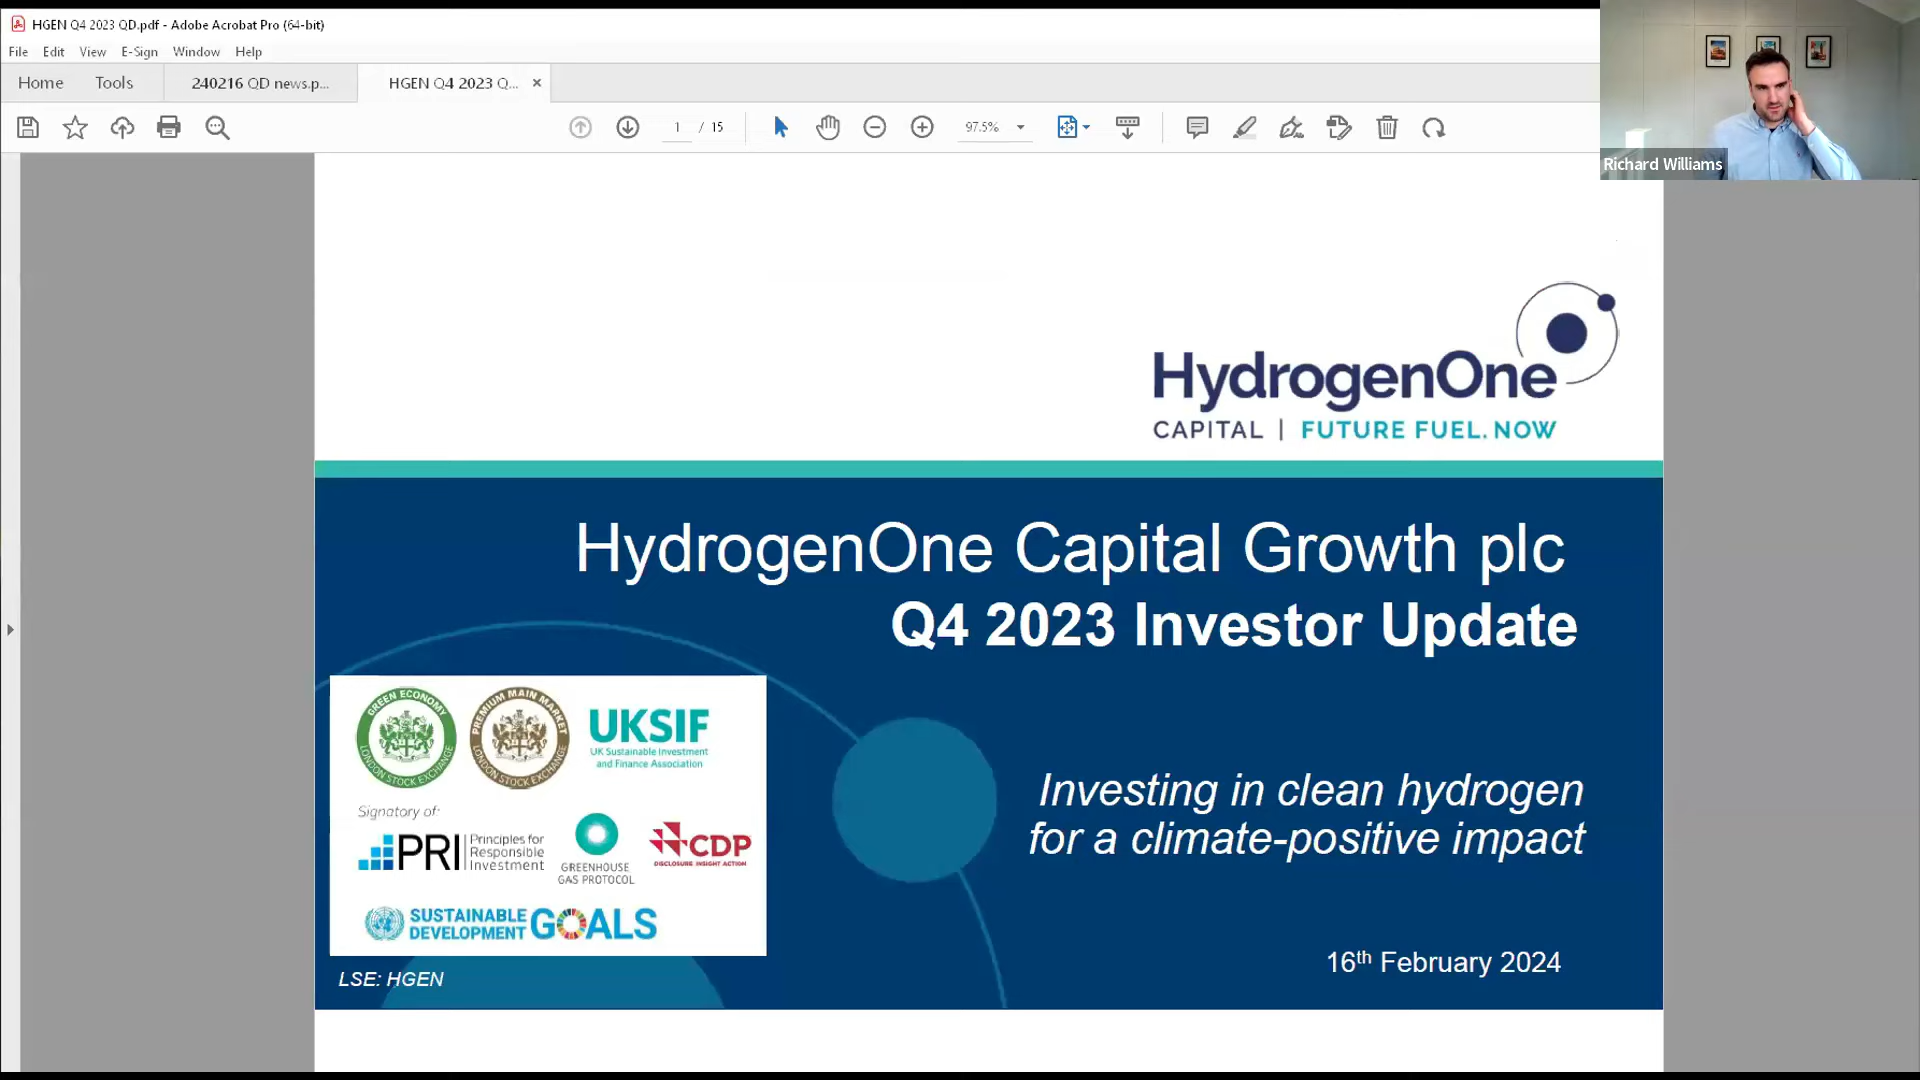 HGEN Q4 2023 QD.pdf - Adobe Acrobat Pro (64-bit)
File Edit View E-Sign Window Help
Home Tools 240216 QD news.p... HGEN Q4 2023 Q... ×
1 / 15 97.5%
Richard Williams
HydrogenOne
CAPITAL | FUTURE FUEL. NOW
HydrogenOne Capital Growth plc
Q4 2023 Investor Update
GREEN ECONOMY
LONDON STOCK EXCHANGE
PREMIUM MAIN MARKET
LONDON STOCK EXCHANGE
UKSIF
UK Sustainable Investment
and Finance Association
Signatory of:
PRI Principles for
Responsible
Investment
GREENHOUSE
GAS PROTOCOL
CDP
DISCLOSURE INSIGHT ACTION
SUSTAINABLE
DEVELOPMENT
GOALS
Investing in clean hydrogen
for a climate-positive impact
16th February 2024
LSE: HGEN